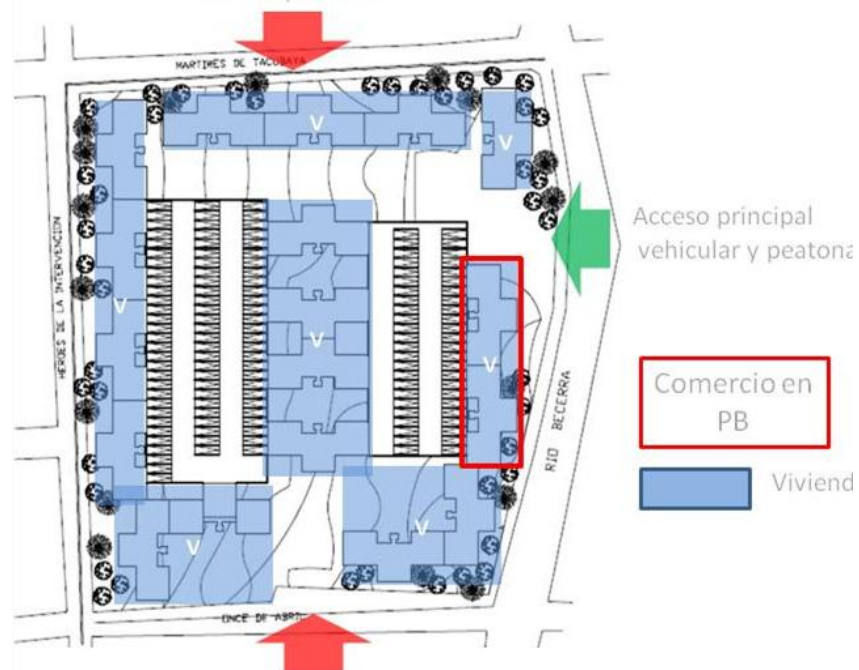 MARTIRES DE TACUBAYA
V
V
HEROES DE LA INTERVENCION
V
V
V
RIO BECERRA
V
V
ONCE DE ABRIL
Acceso principal
vehicular y peatona
Comercio en
PB
Viviend